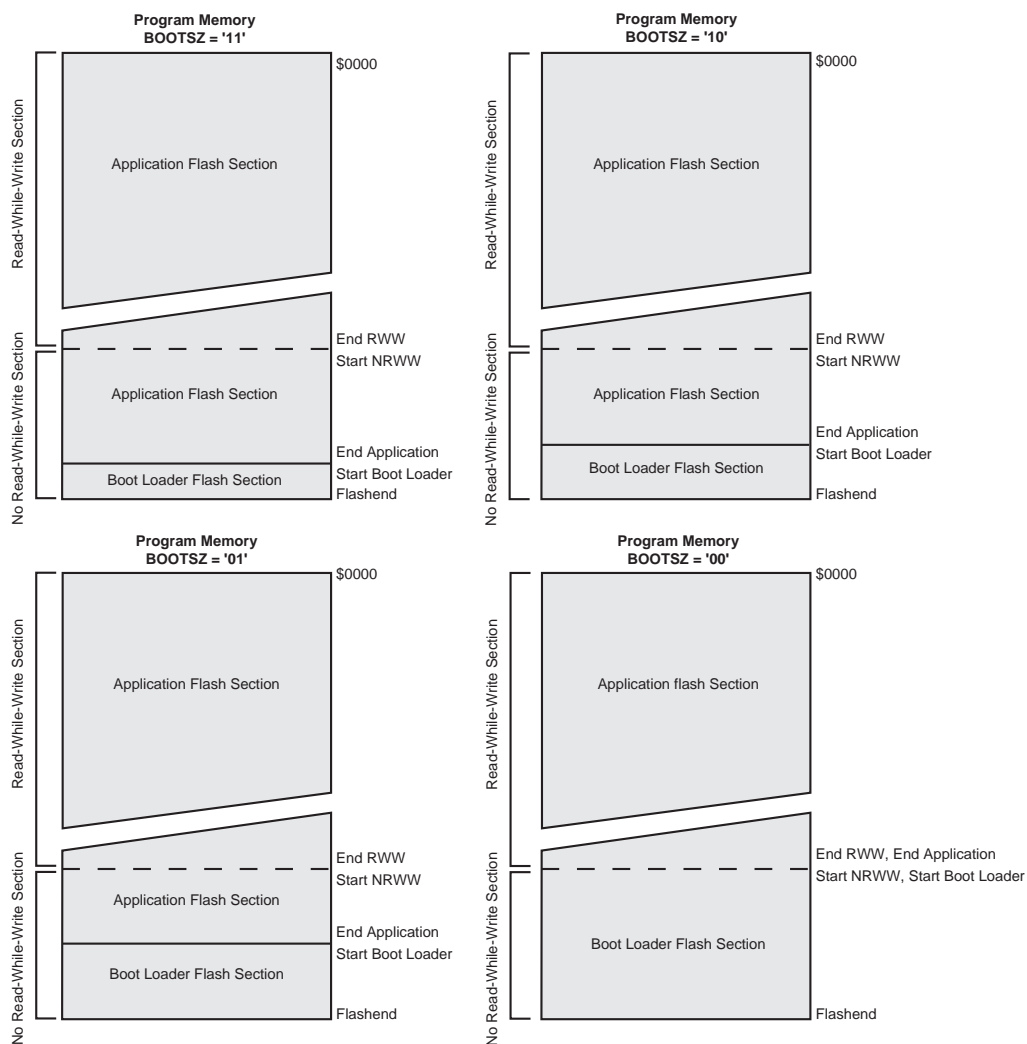 Program Memory
BOOTSZ = '11'
$0000
Read-While-Write Section
Application Flash Section
End RWW
Start NRWW
No Read-While-Write Section
Application Flash Section
End Application
Start Boot Loader
Boot Loader Flash Section
Flashend
Program Memory
BOOTSZ = '10'
$0000
Read-While-Write Section
Application Flash Section
End RWW
Start NRWW
No Read-While-Write Section
Application Flash Section
End Application
Start Boot Loader
Boot Loader Flash Section
Flashend
Program Memory
BOOTSZ = '01'
$0000
Read-While-Write Section
Application Flash Section
End RWW
Start NRWW
No Read-While-Write Section
Application Flash Section
End Application
Start Boot Loader
Boot Loader Flash Section
Flashend
Program Memory
BOOTSZ = '00'
$0000
Read-While-Write Section
Application flash Section
End RWW, End Application
Start NRWW, Start Boot Loader
No Read-While-Write Section
Boot Loader Flash Section
Flashend